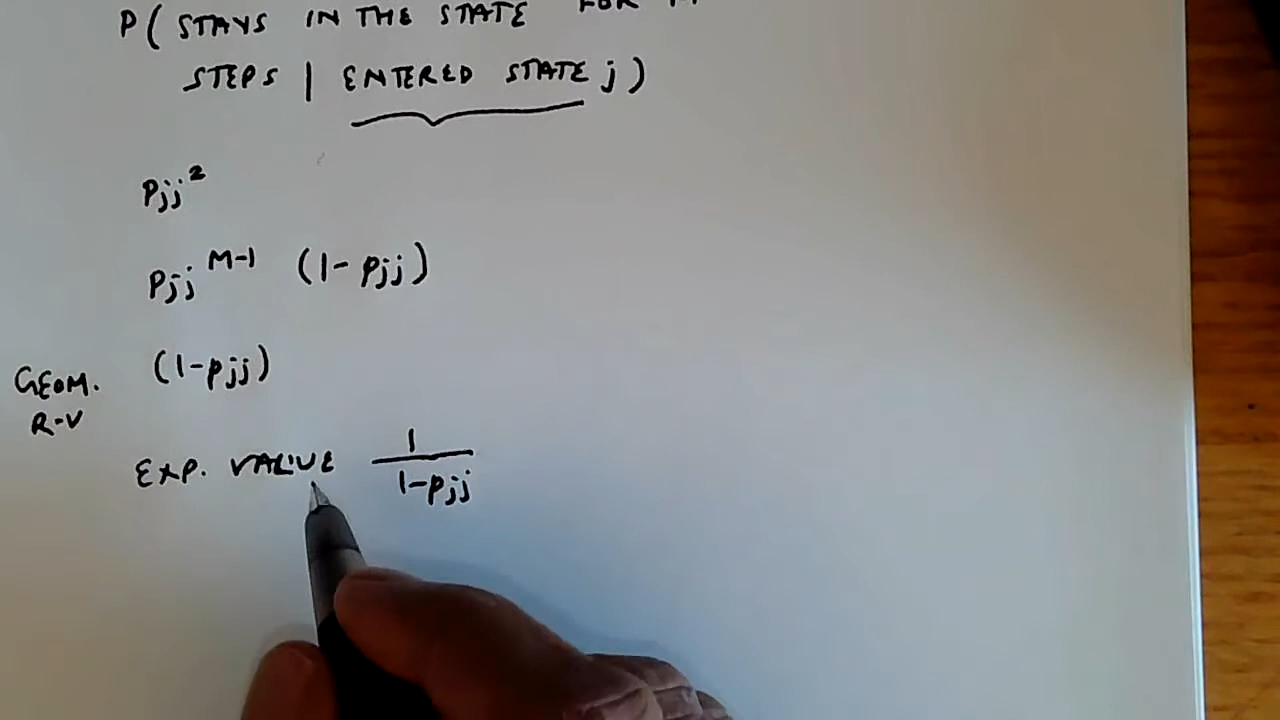 P( STAYS IN THE STATE FOR M
STEPS | ENTERED STATE j )
Pjj²
Pjj^M-1 (1-Pjj)
(1-Pjj)
GEOM.
R-V
EXP. VALUE 1/(1-Pjj)